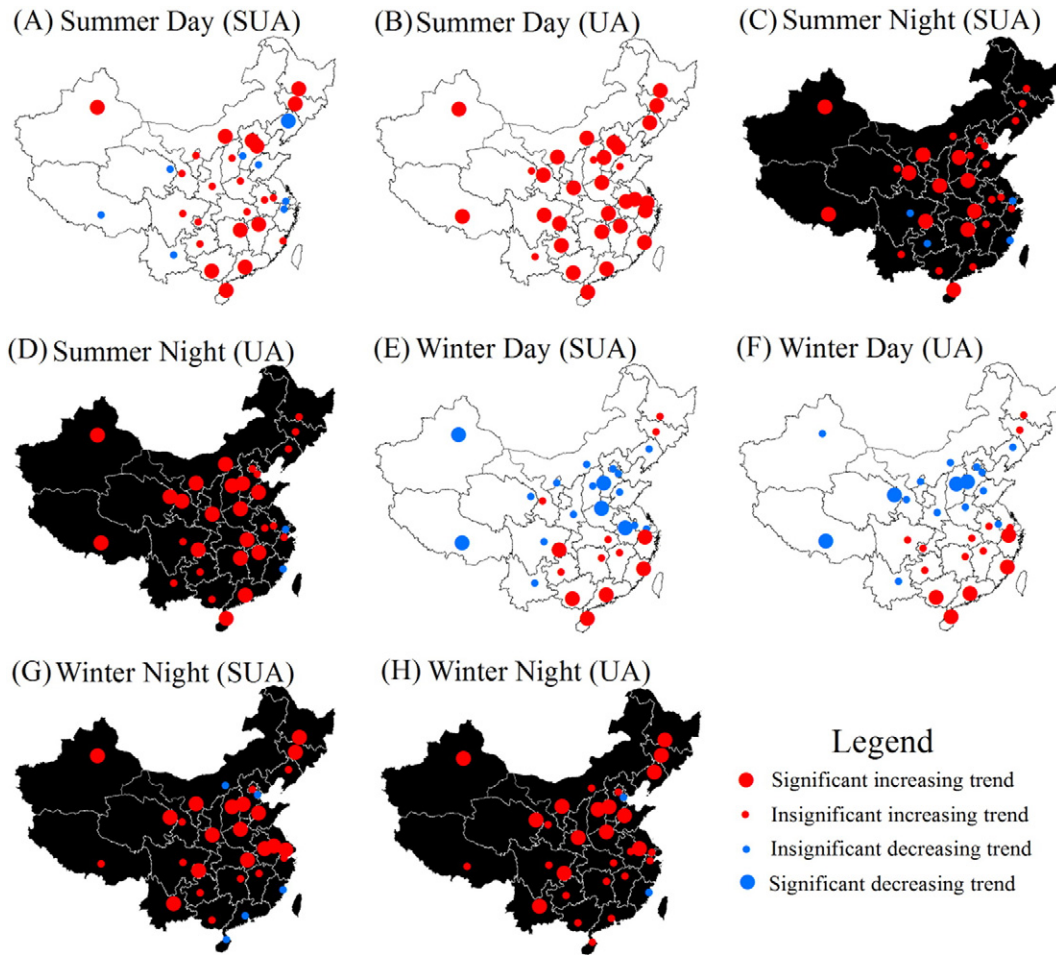 (A) Summer Day (SUA)
(B) Summer Day (UA)
(C) Summer Night (SUA)
(D) Summer Night (UA)
(E) Winter Day (SUA)
(F) Winter Day (UA)
(G) Winter Night (SUA)
(H) Winter Night (UA)
Legend
Significant increasing trend
Insignificant increasing trend
Insignificant decreasing trend
Significant decreasing trend